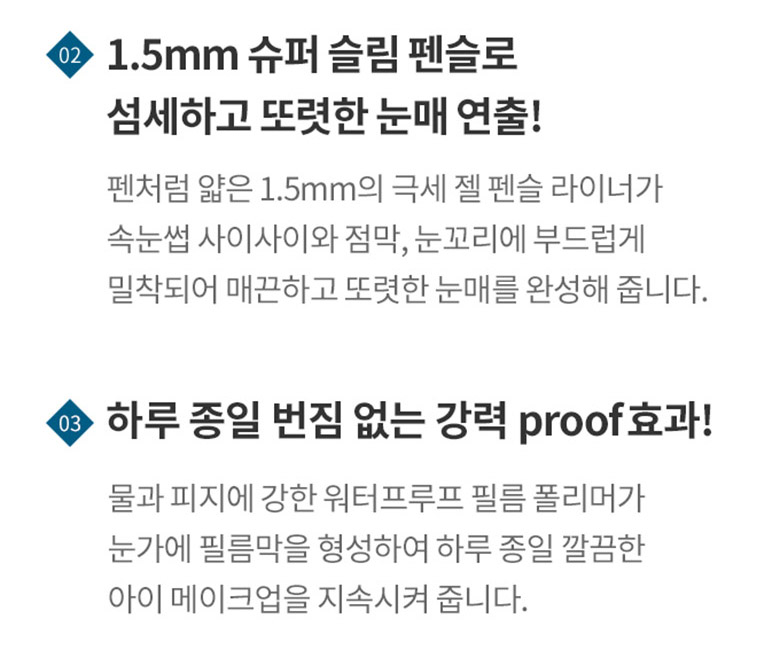 02 1.5mm 슈퍼 슬림 펜슬로
섬세하고 또렷한 눈매 연출!
펜처럼 얇은 1.5mm의 극세 젤 펜슬 라이너가
속눈썹 사이사이와 점막, 눈꼬리에 부드럽게
밀착되어 매끈하고 또렷한 눈매를 완성해 줍니다.
03 하루 종일 번짐 없는 강력 proof효과!
물과 피지에 강한 워터프루프 필름 폴리머가
눈가에 필름막을 형성하여 하루 종일 깔끔한
아이 메이크업을 지속시켜 줍니다.